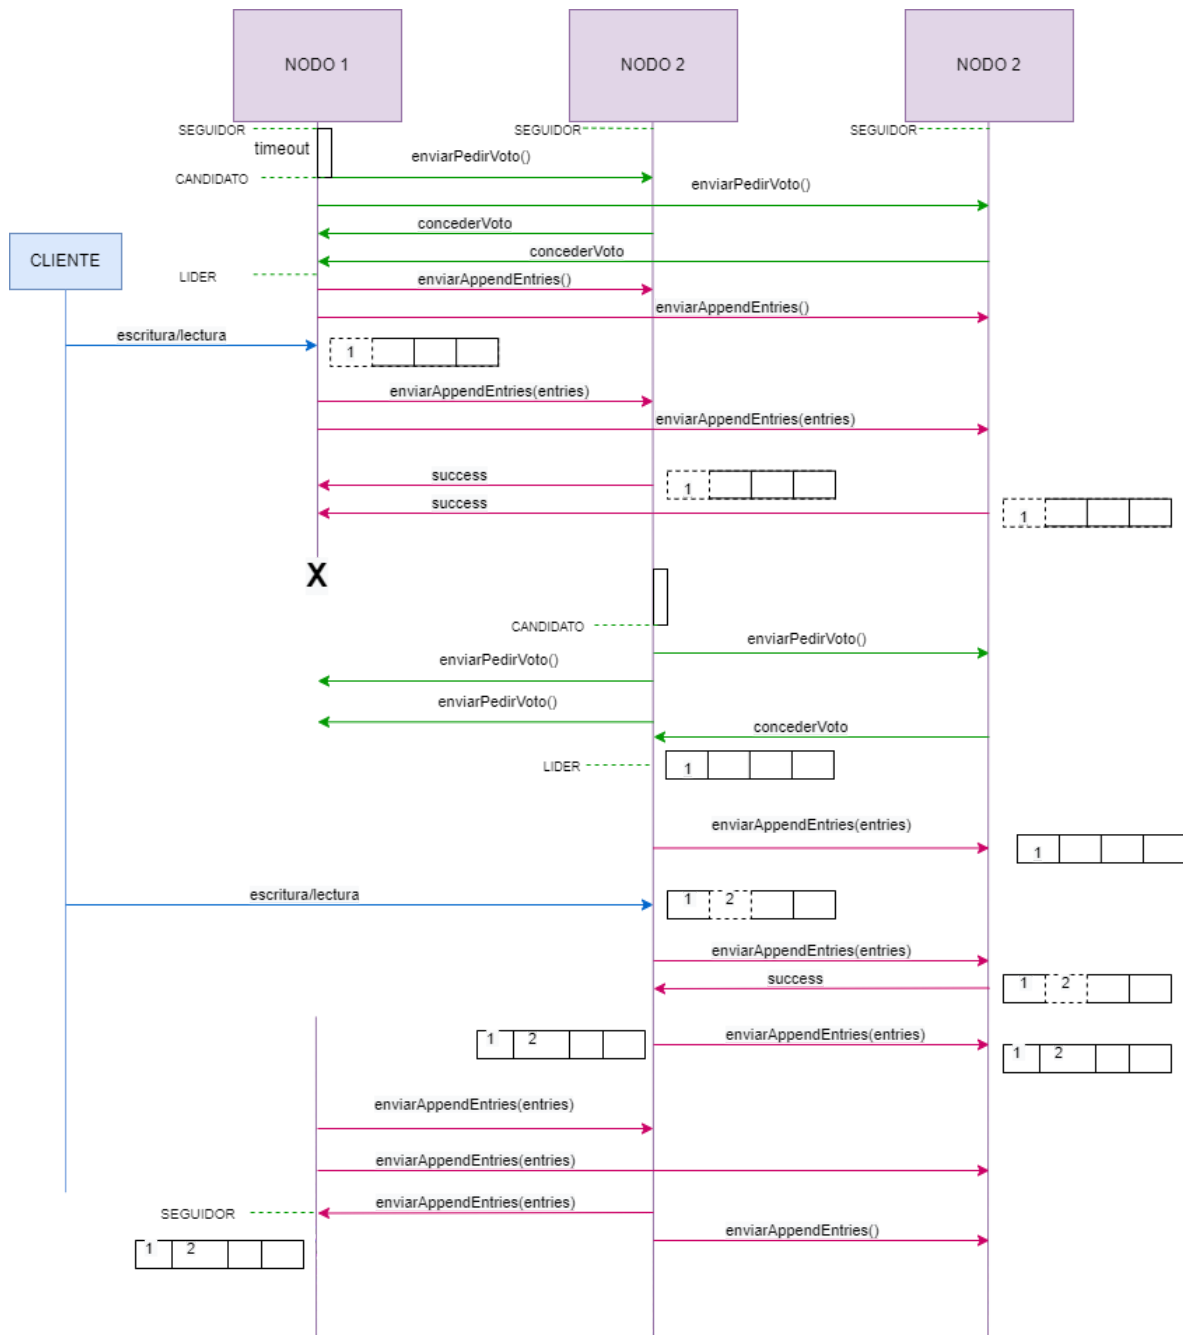 NODO 1
NODO 2
NODO 2
SEGUIDOR
SEGUIDOR
SEGUIDOR
timeout
enviarPedirVoto()
CANDIDATO
enviarPedirVoto()
concederVoto
CLIENTE
concederVoto
LIDER
enviarAppendEntries()
enviarAppendEntries()
escritura/lectura
1
enviarAppendEntries(entries)
enviarAppendEntries(entries)
success
1
success
1
X
CANDIDATO
enviarPedirVoto()
enviarPedirVoto()
enviarPedirVoto()
concederVoto
LIDER
1
enviarAppendEntries(entries)
1
escritura/lectura
1 2
enviarAppendEntries(entries)
success
1 2
1 2
enviarAppendEntries(entries)
1 2
enviarAppendEntries(entries)
enviarAppendEntries(entries)
enviarAppendEntries(entries)
SEGUIDOR
enviarAppendEntries()
1 2